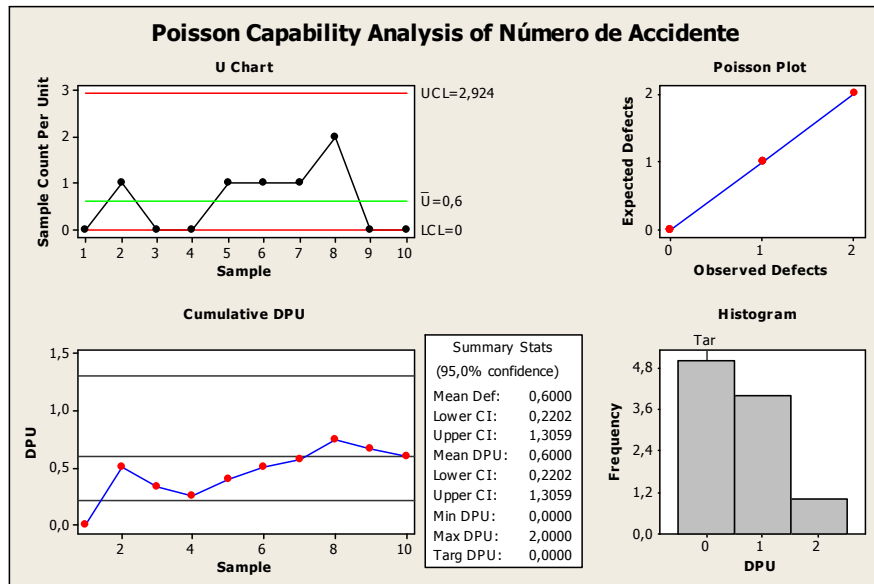 Poisson Capability Analysis of Número de Accidente
U Chart
Sample Count Per Unit
3
2
1
0
UCL=2,924
U=0,6
LCL=0
1 2 3 4 5 6 7 8 9 10
Sample
Poisson Plot
Expected Defects
2
1
0
0 1 2
Observed Defects
Cumulative DPU
DPU
1,5
1,0
0,5
0,0
2 4 6 8 10
Sample
Summary Stats
(95,0% confidence)
Mean Def: 0,6000
Lower CI: 0,2202
Upper CI: 1,3059
Mean DPU: 0,6000
Lower CI: 0,2202
Upper CI: 1,3059
Min DPU: 0,0000
Max DPU: 2,0000
Targ DPU: 0,0000
Histogram
Tar
Frequency
4,8
3,6
2,4
1,2
0,0
0 1 2
DPU